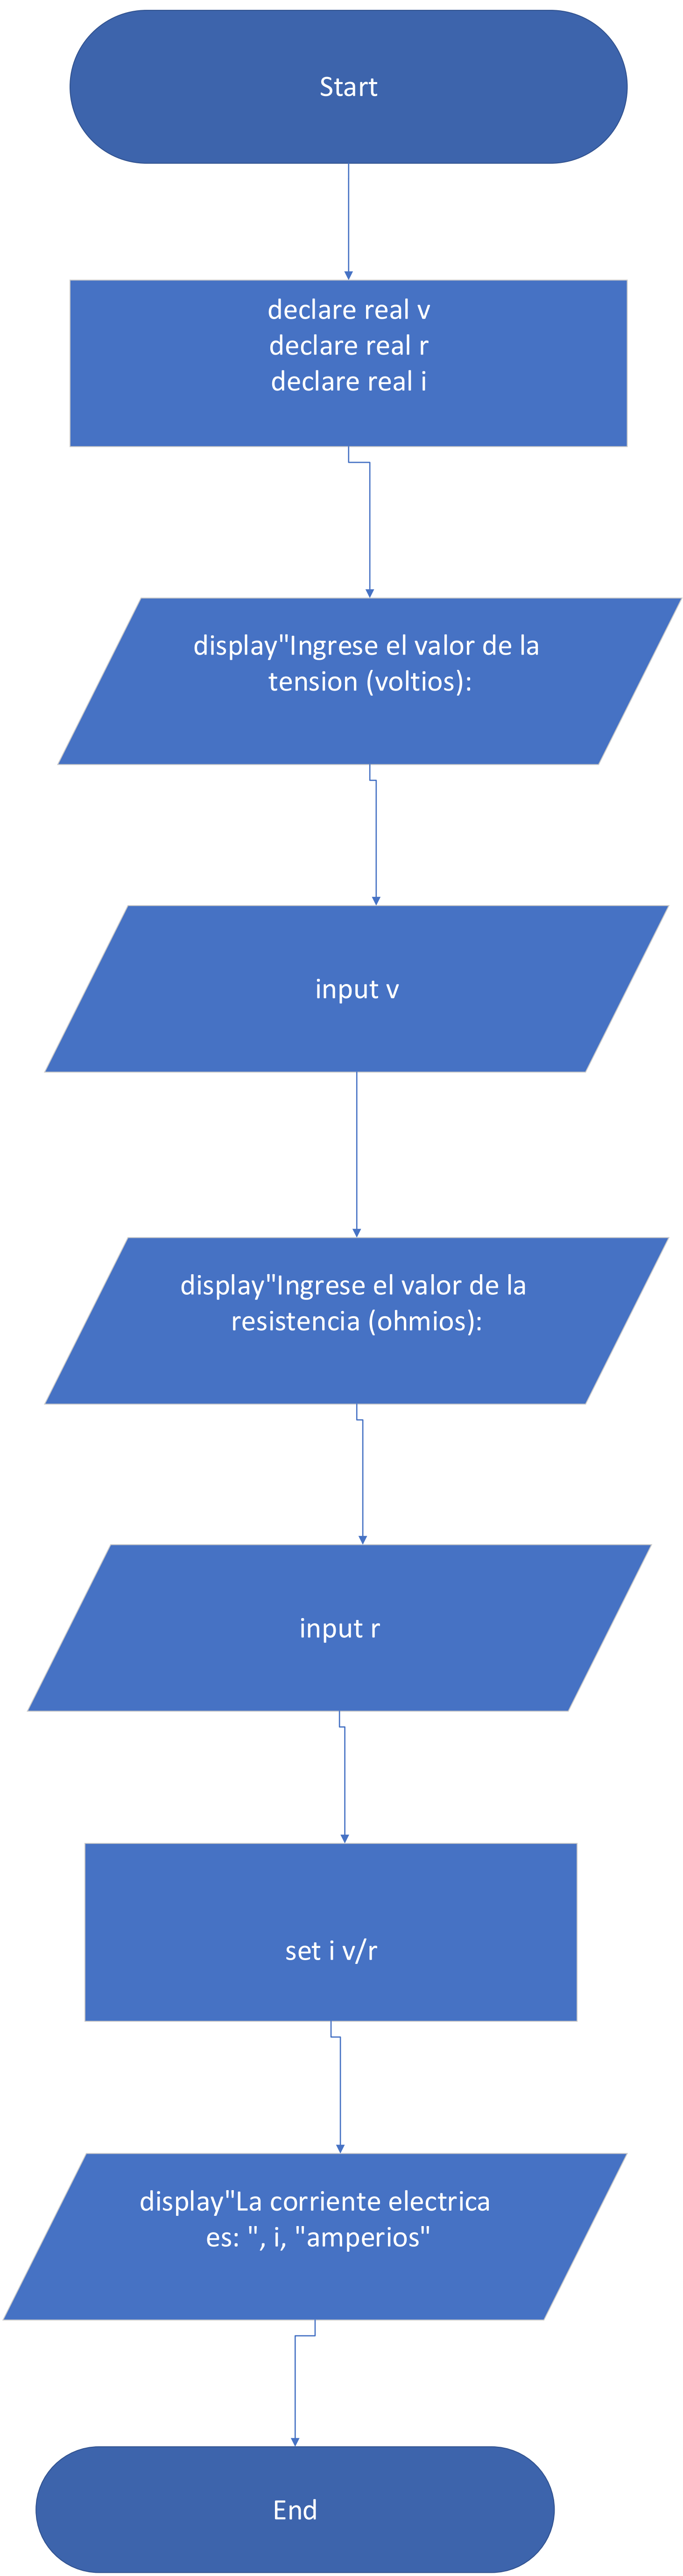 Start
declare real v
declare real r
declare real i
display"Ingrese el valor de la
tension (voltios):
input v
display"Ingrese el valor de la
resistencia (ohmios):
input r
set i v/r
display"La corriente electrica
es: ", i, "amperios"
End